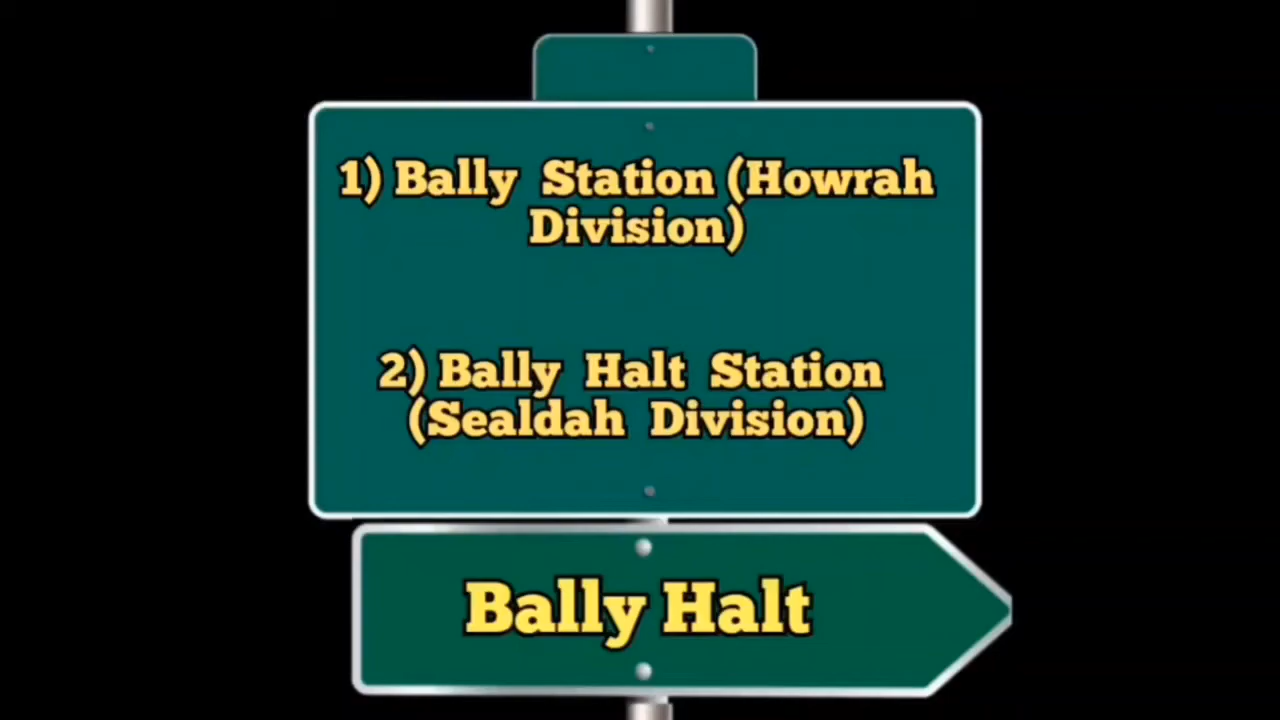 1) Bally Station (Howrah
Division)
2) Bally Halt Station
(Sealdah Division)
Bally Halt